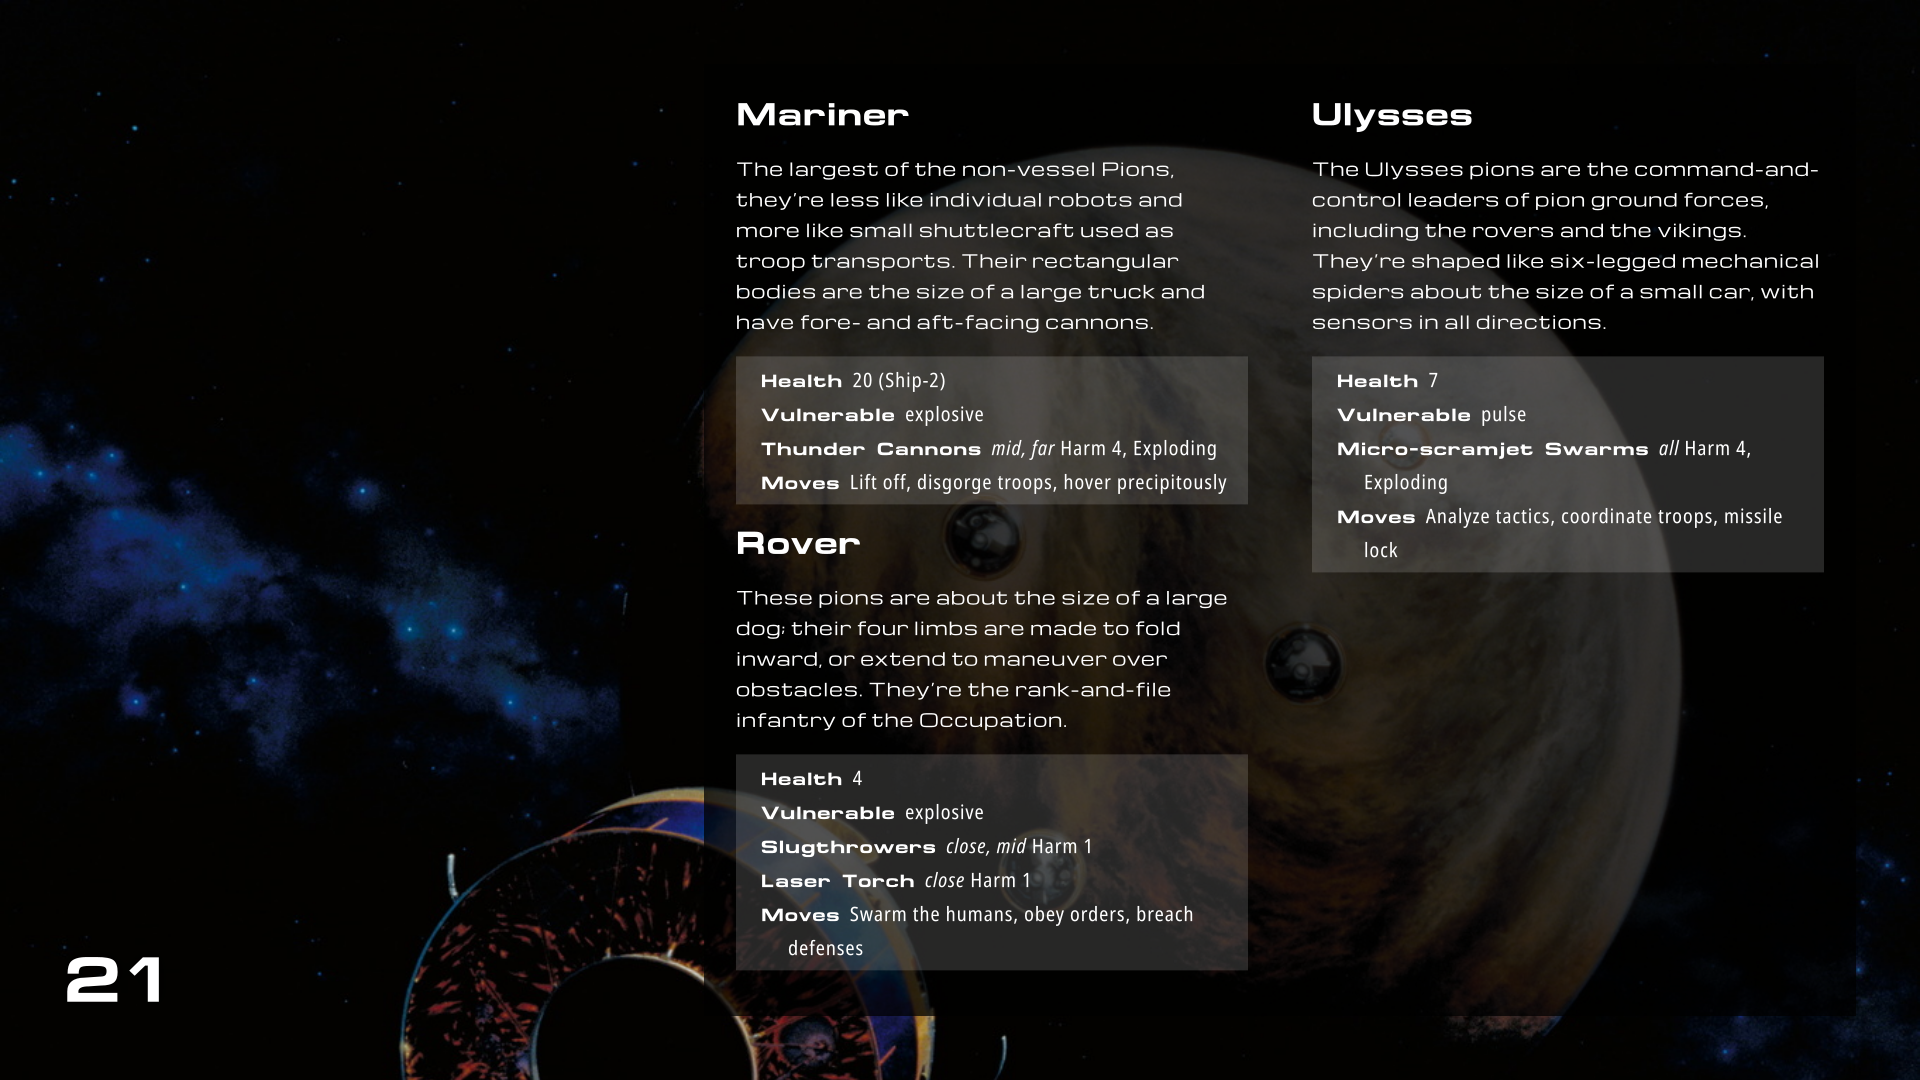 Mariner
The largest of the non-vessel Pions,
they're less like individual robots and
more like small shuttlecraft used as
troop transports. Their rectangular
bodies are the size of a large truck and
have fore- and aft-facing cannons.
Health 20 (Ship-2)
Vulnerable explosive
Thunder Cannons mid, far Harm 4, Exploding
Moves Lift off, disgorge troops, hover precipitously
Rover
These pions are about the size of a large
dog; their four limbs are made to fold
inward, or extend to maneuver over
obstacles. They're the rank-and-file
infantry of the Occupation.
Health 4
Vulnerable explosive
Slugthrowers close, mid Harm 1
Laser Torch close Harm 1
Moves Swarm the humans, obey orders, breach
defenses
Ulysses
The Ulysses pions are the command-and-
control leaders of pion ground forces,
including the rovers and the vikings.
They're shaped like six-legged mechanical
spiders about the size of a small car, with
sensors in all directions.
Health 7
Vulnerable pulse
Micro-scramjet Swarms all Harm 4,
Exploding
Moves Analyze tactics, coordinate troops, missile
lock
21